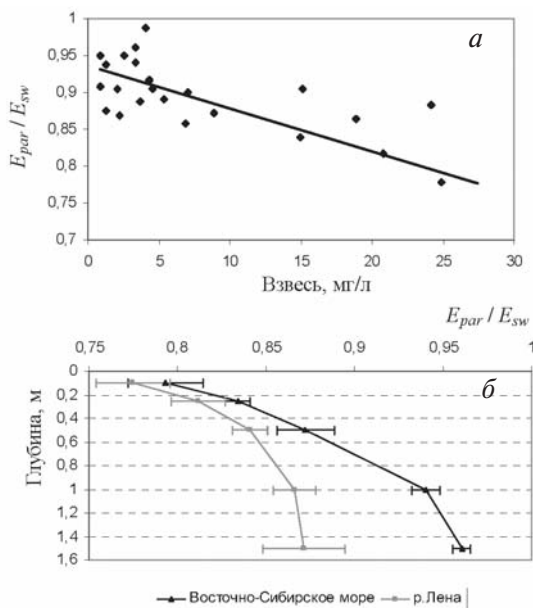 а
1
0,95
0,9
0,85
0,8
0,75
0,7
E_par / E_sw
0 5 10 15 20 25 30
Взвесь, мг/л
E_par / E_sw
0,75 0,8 0,85 0,9 0,95 1
б
0
0,2
0,4
0,6
0,8
1
1,2
1,4
1,6
Глубина, м
Восточно-Сибирское море р.Лена